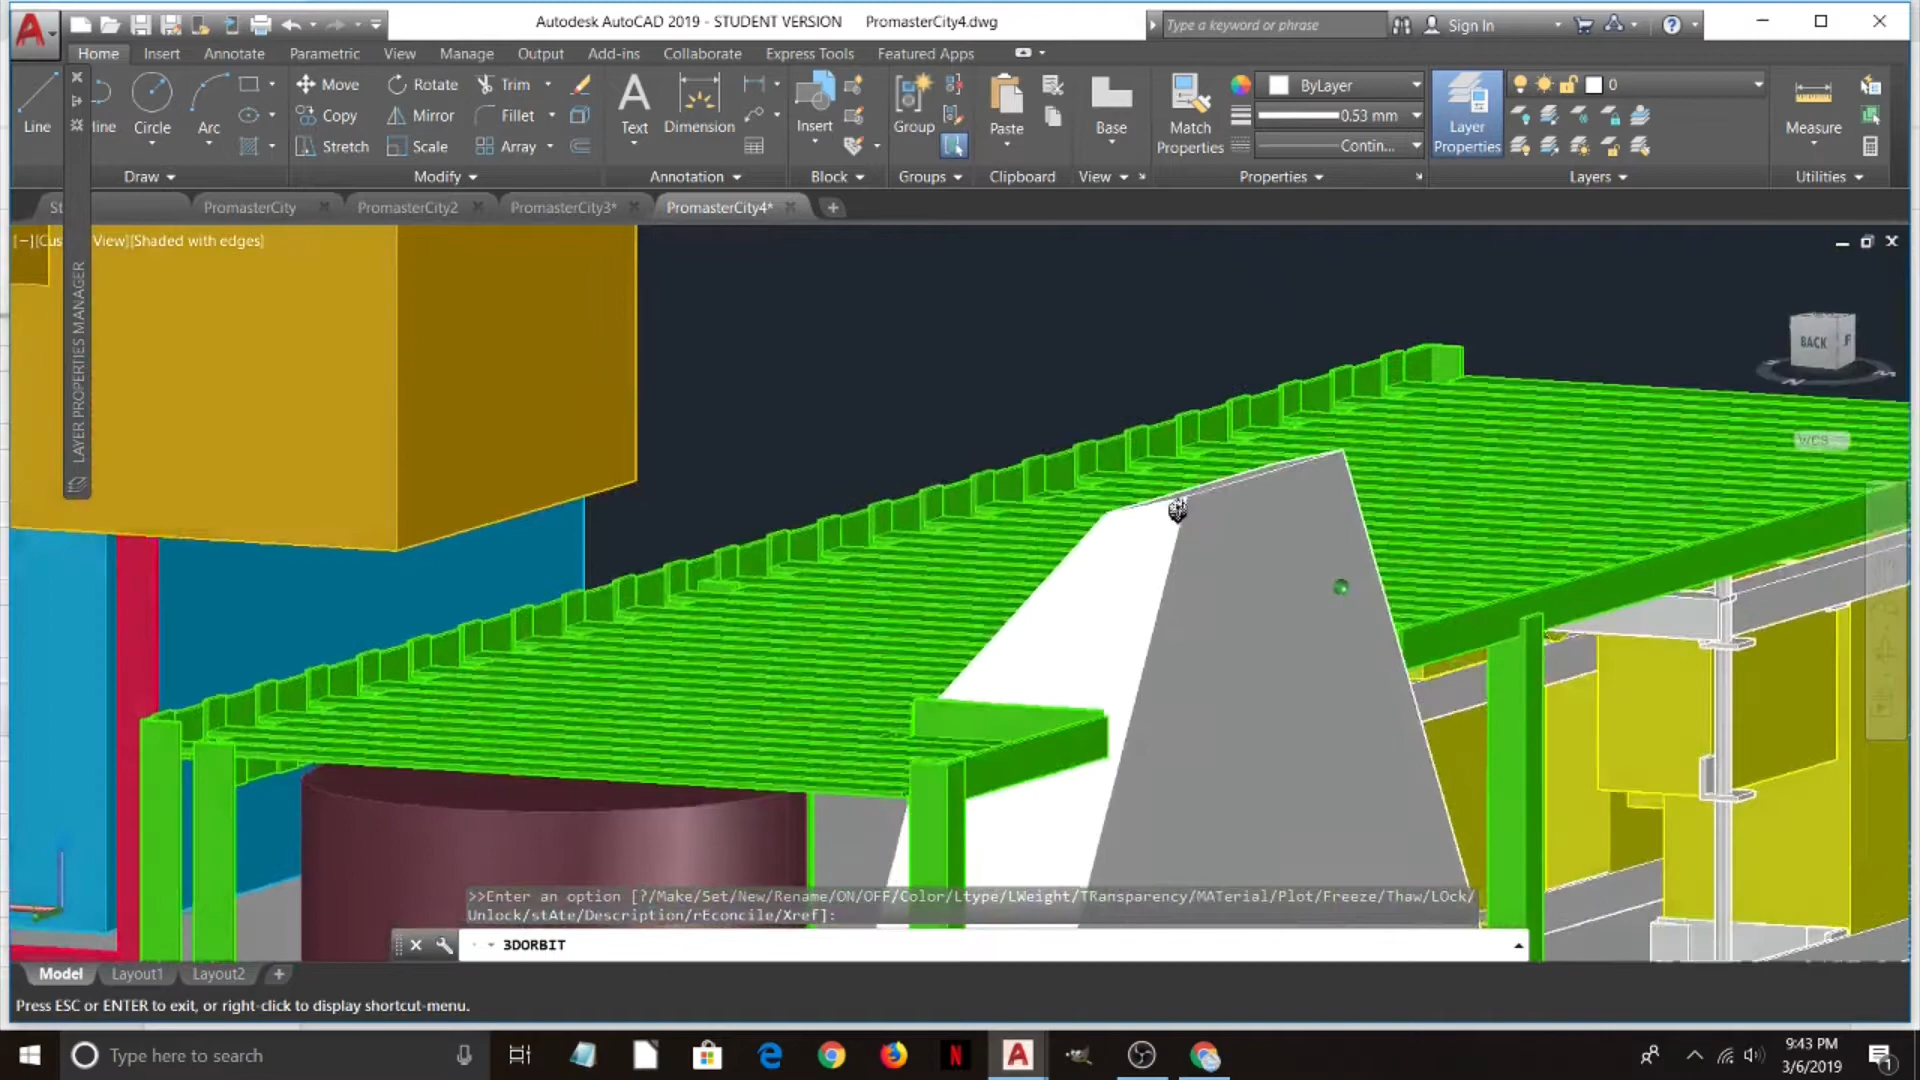 Autodesk AutoCAD 2019 - STUDENT VERSION PromasterCity4.dwg
Type a keyword or phrase
Sign In
Home Insert Annotate Parametric View Manage Output Add-ins Collaborate Express Tools Featured Apps
Line line Circle Arc
Move Rotate Trim
Copy Mirror Fillet
Stretch Scale Array
Text Dimension
Insert
Group
Paste
Base
Match
Properties
ByLayer
0.53 mm
Contin...
Layer
Properties
0
Measure
Draw Modify Annotation Block Groups Clipboard View Properties Layers Utilities
St PromasterCity PromasterCity2 PromasterCity3* PromasterCity4*
[−][Cus View][Shaded with edges]
LAYER PROPERTIES MANAGER
BACK
WCS
>>Enter an option [?/Make/Set/New/Rename/ON/OFF/Color/Ltype/LWeight/TRansparency/MATerial/Plot/Freeze/Thaw/LOck/
Unlock/stAte/Description/rEconcile/Xref]:
3DORBIT
Model Layout1 Layout2
Press ESC or ENTER to exit, or right-click to display shortcut-menu.
Type here to search
9:43 PM
3/6/2019
1